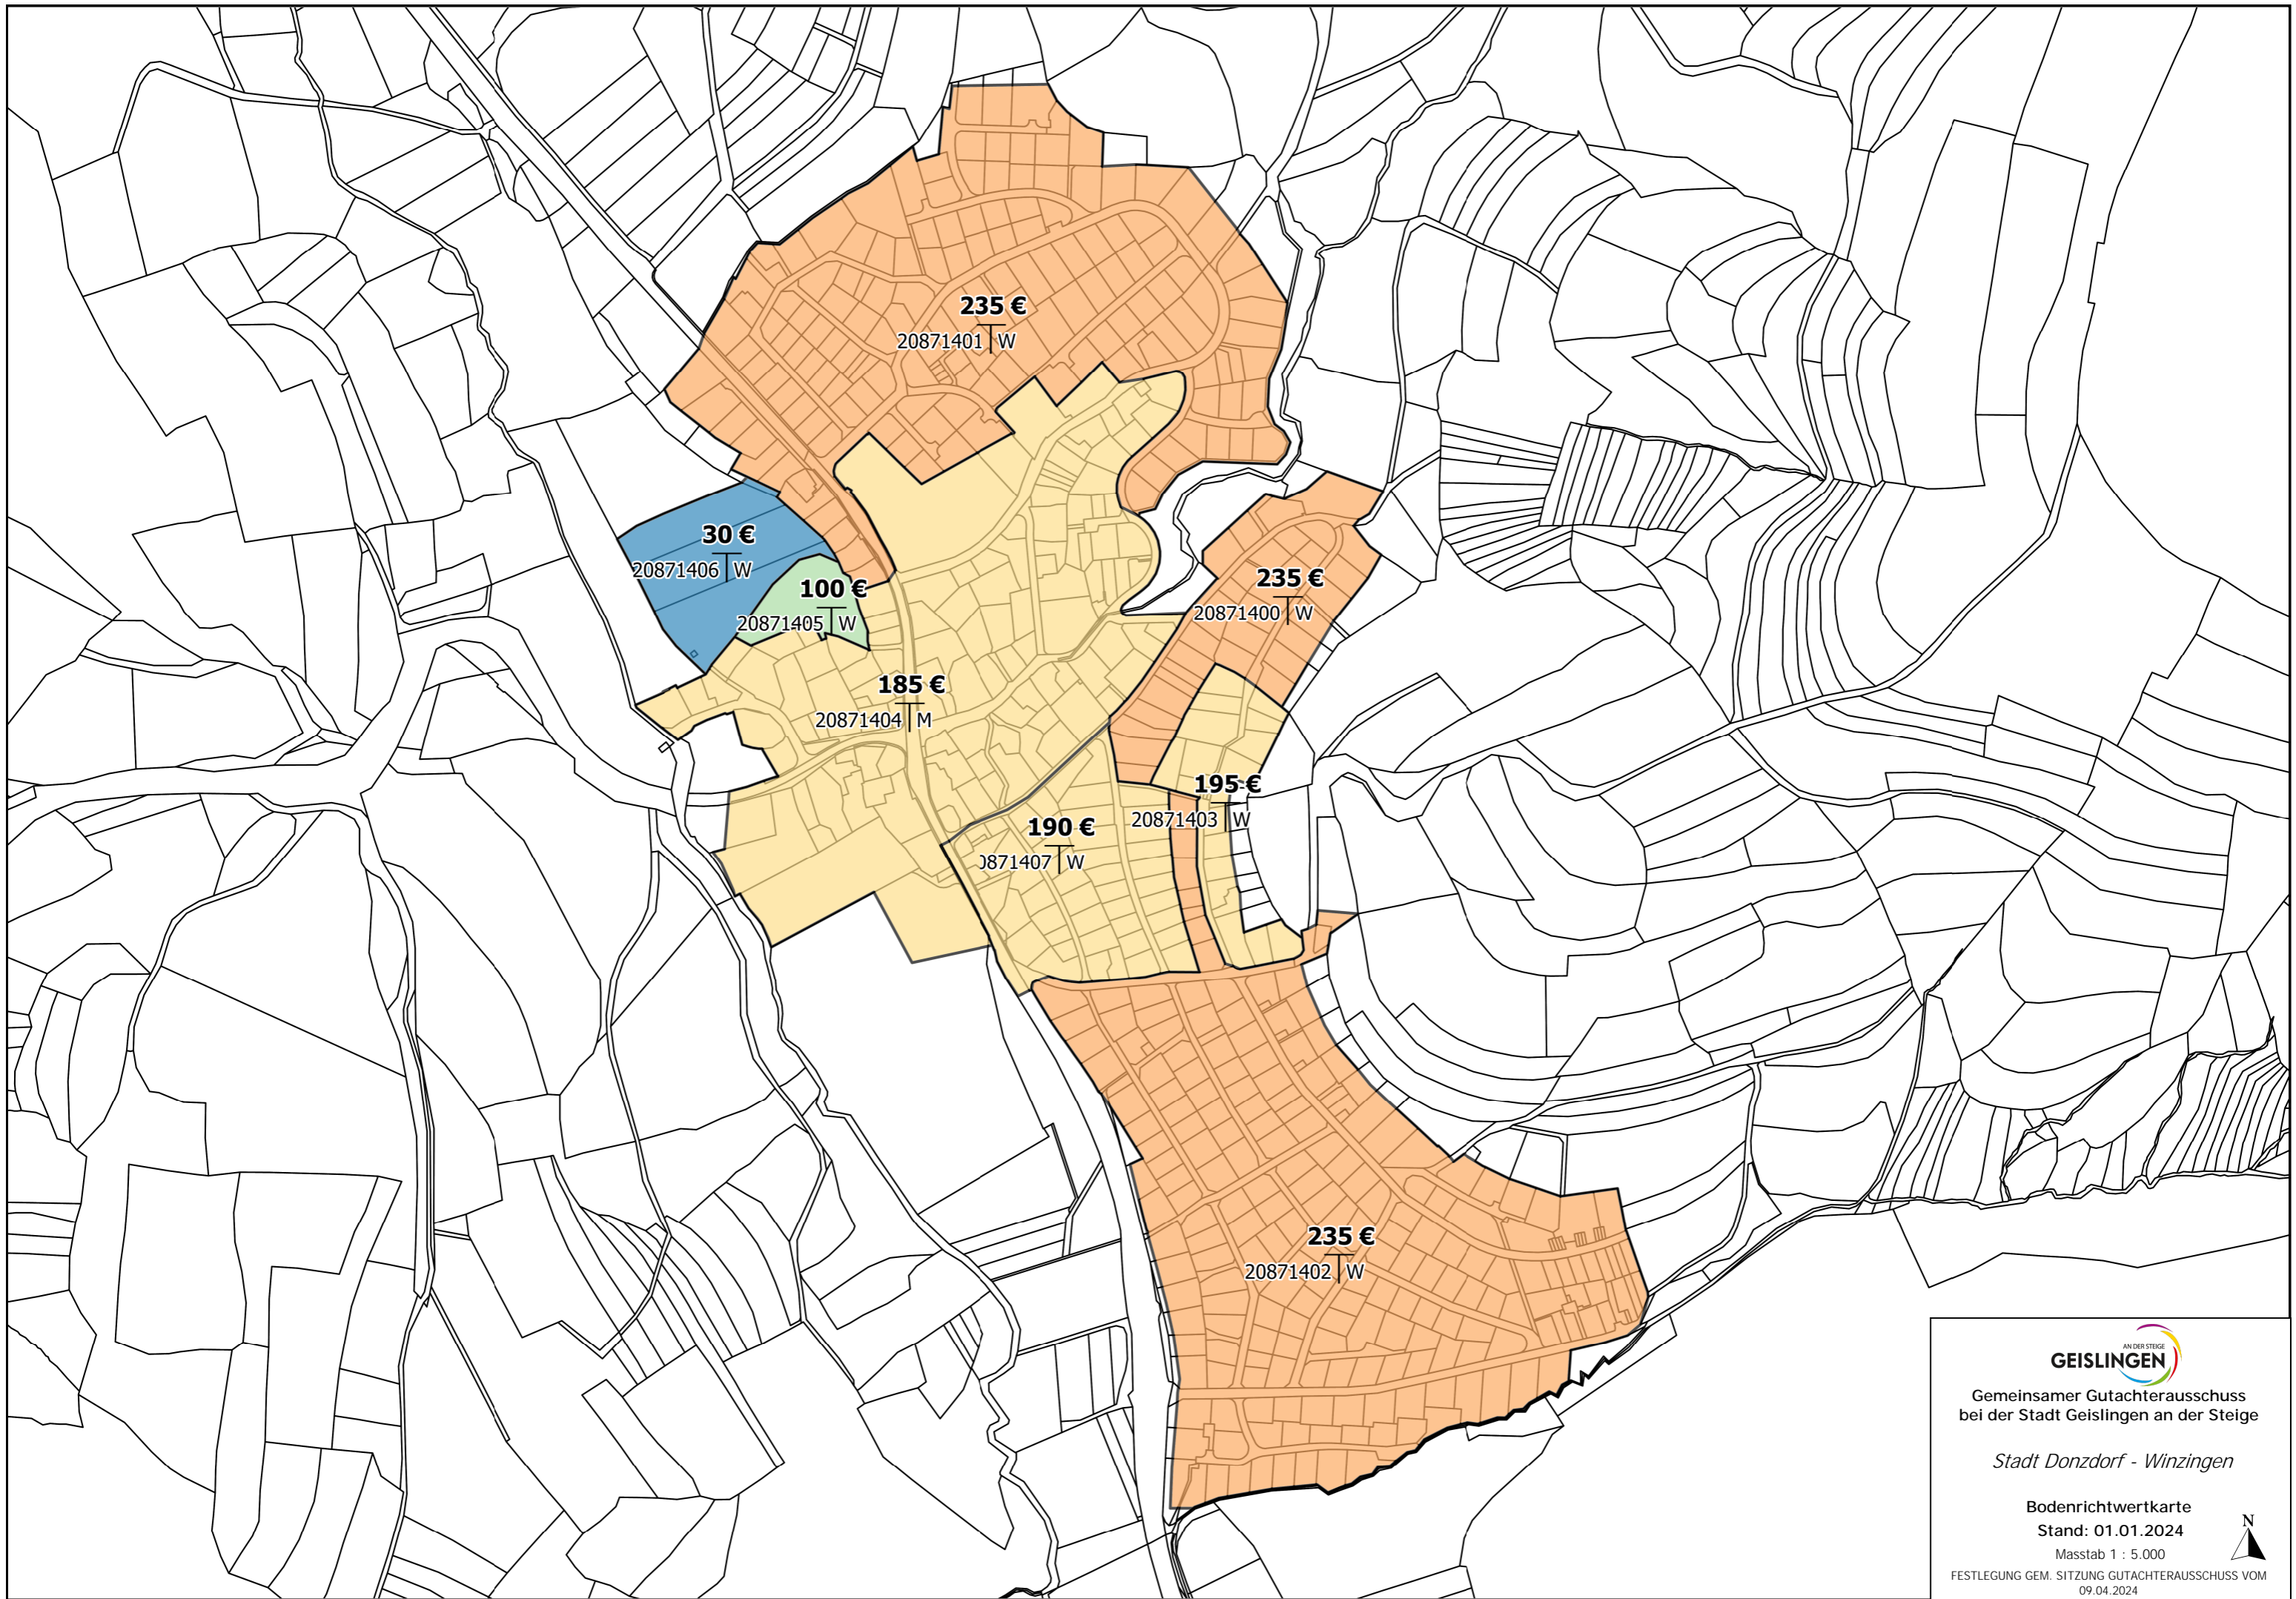 235 €
20871401 W
30 €
20871406 W
100 €
20871405 W
235 €
20871400 W
185 €
20871404 M
195 €
20871403 W
190 €
0871407 W
235 €
20871402 W
AN DER STEIGE
GEISLINGEN
Gemeinsamer Gutachterausschuss
bei der Stadt Geislingen an der Steige
Stadt Donzdorf - Winzingen
Bodenrichtwertkarte
Stand: 01.01.2024
Masstab 1 : 5.000
N
FESTLEGUNG GEM. SITZUNG GUTACHTERAUSSCHUSS VOM
09.04.2024